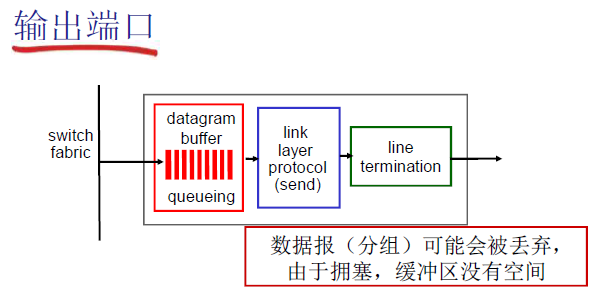 输出端口
switch
fabric
datagram
buffer
queueing
link
layer
protocol
(send)
line
termination
数据报（分组）可能会被丢弃，
由于拥塞，缓冲区没有空间